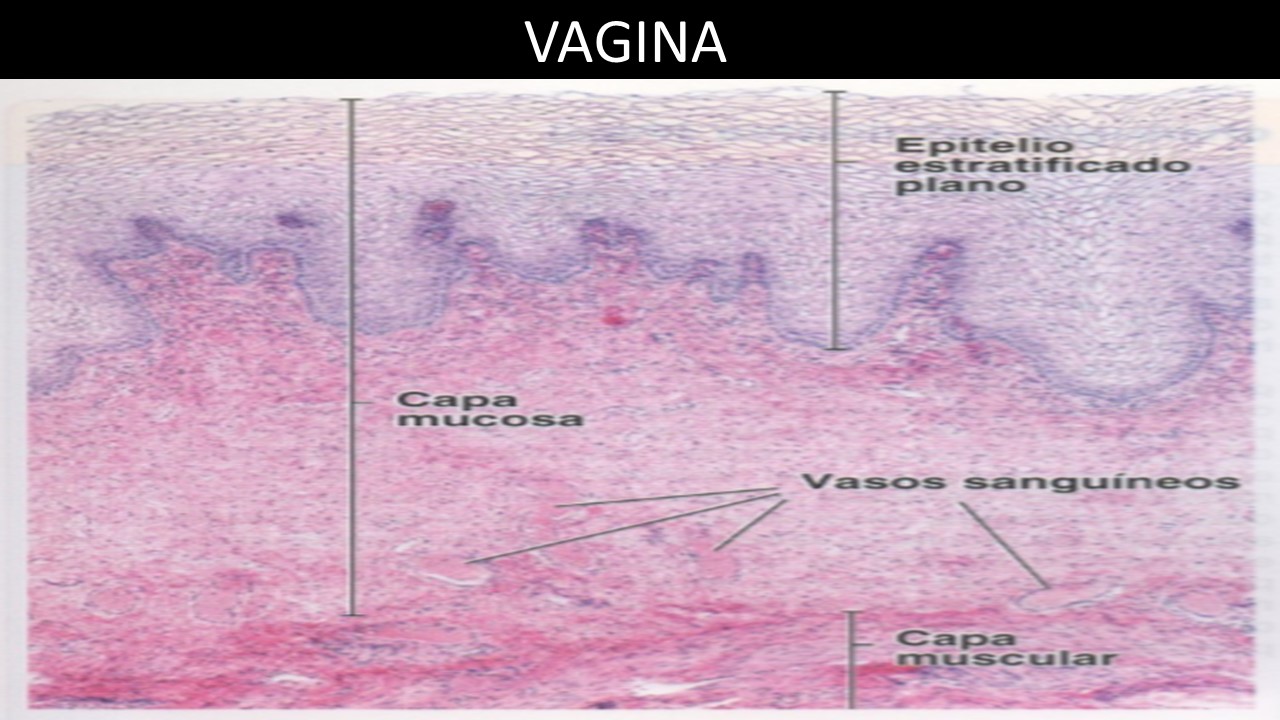 VAGINA
Epitelio
estratificado
plano
Capa
mucosa
Vasos sanguíneos
Capa
muscular